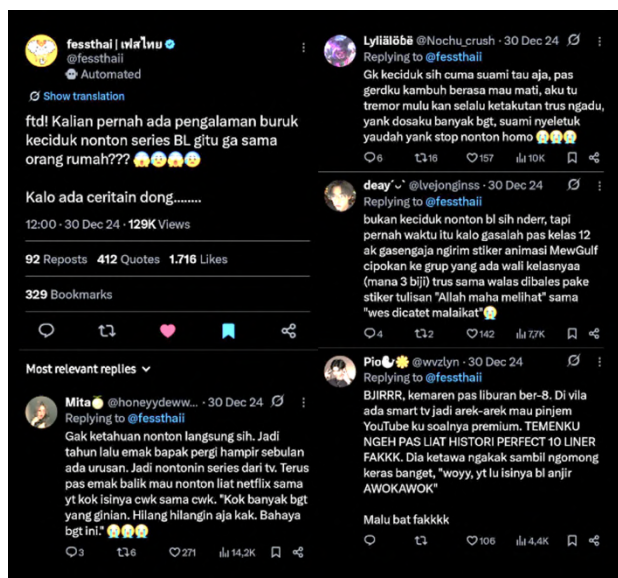 fessthai | เฟสไทย
@fessthaii
Automated
Show translation
ftd! Kalian pernah ada pengalaman buruk
keciduk nonton series BL gitu ga sama
orang rumah??? 😱😨😱😨
Kalo ada ceritain dong........
12:00 · 30 Dec 24 · 129K Views
92 Reposts 412 Quotes 1.716 Likes
329 Bookmarks
Most relevant replies
Mita🍏 @honeyydeww... · 30 Dec 24
Replying to @fessthaii
Gak ketahuan nonton langsung sih. Jadi
tahun lalu emak bapak pergi hampir sebulan
ada urusan. Jadi nontonin series dari tv. Terus
pas emak balik mau nonton liat netflix sama
yt kok isinya cwk sama cwk. "Kok banyak bgt
yang ginian. Hilang hilangin aja kak. Bahaya
bgt ini." 😭😭😭
3 6 271 14,2K
Lyliälöbë @Nochu_crush · 30 Dec 24
Replying to @fessthaii
Gk keciduk sih cuma suami tau aja, pas
gerdku kambuh berasa mau mati, aku tu
tremor mulu kan selalu ketakutan trus ngadu,
yank dosaku banyak bgt, suami nyeletuk
yaudah yank stop nonton homo 😭😭😭
6 16 157 10K
deay˘ᵕ˘ @lvejonginss · 30 Dec 24
Replying to @fessthaii
bukan keciduk nonton bl sih nderr, tapi
pernah waktu itu kalo gasalah pas kelas 12
ak gasengaja ngirim stiker animasi MewGulf
cipokan ke grup yang ada wali kelasnyaa
(mana 3 biji) trus sama walas dibales pake
stiker tulisan "Allah maha melihat" sama
"wes dicatet malaikat"😭
4 2 142 7,7K
Pio @wvzlyn · 30 Dec 24
Replying to @fessthaii
BJIRRR, kemaren pas liburan ber-8. Di vila
ada smart tv jadi arek-arek mau pinjem
YouTube ku soalnya premium. TEMENKU
NGEH PAS LIAT HISTORI PERFECT 10 LINER
FAKKK. Dia ketawa ngakak sambil ngomong
keras banget, "woyy, yt lu isinya bl anjir
AWOKAWOK"
Malu bat fakkkk
106 4,4K